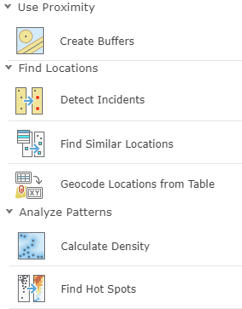 Use Proximity
Create Buffers
Find Locations
Detect Incidents
Find Similar Locations
Geocode Locations from Table
XY
Analyze Patterns
Calculate Density
Find Hot Spots